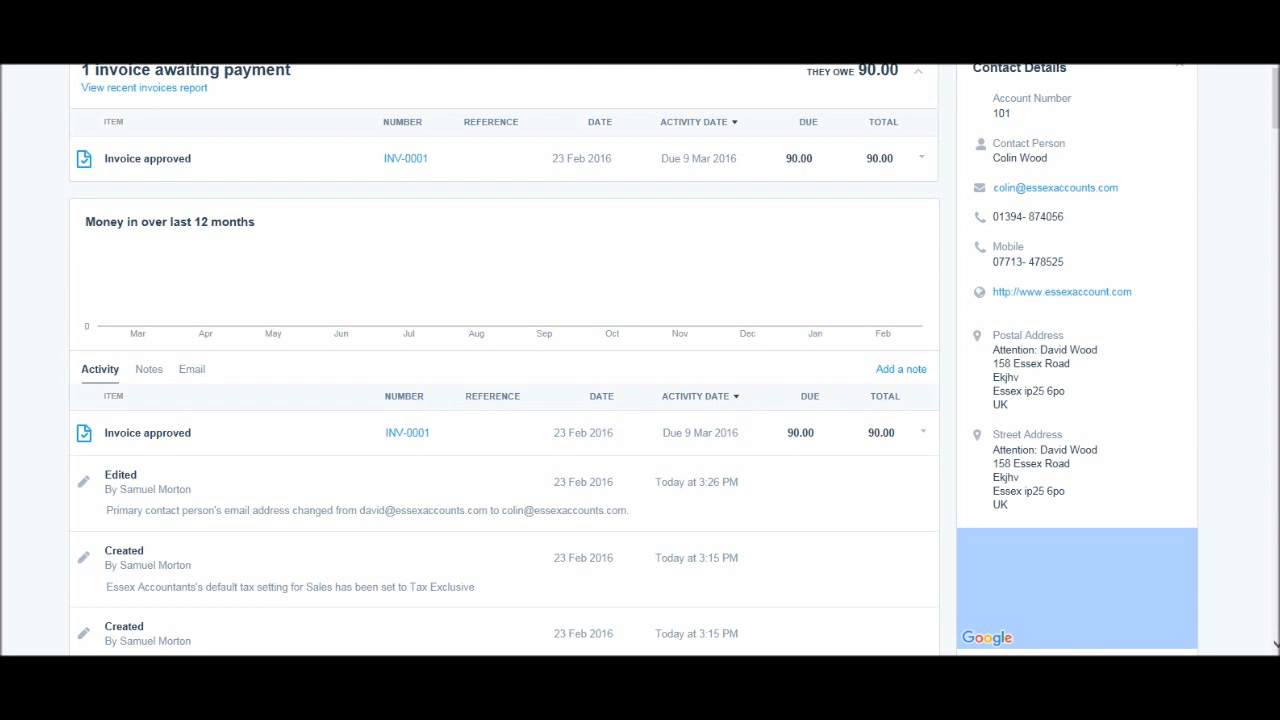 1 invoice awaiting payment
THEY OWE 90.00
View recent invoices report
ITEM NUMBER REFERENCE DATE ACTIVITY DATE DUE TOTAL
Invoice approved INV-0001 23 Feb 2016 Due 9 Mar 2016 90.00 90.00
Money in over last 12 months
0
Mar Apr May Jun Jul Aug Sep Oct Nov Dec Jan Feb
Activity Notes Email Add a note
ITEM NUMBER REFERENCE DATE ACTIVITY DATE DUE TOTAL
Invoice approved INV-0001 23 Feb 2016 Due 9 Mar 2016 90.00 90.00
Edited
By Samuel Morton 23 Feb 2016 Today at 3:26 PM
Primary contact person's email address changed from david@essexaccounts.com to colin@essexaccounts.com.
Created
By Samuel Morton 23 Feb 2016 Today at 3:15 PM
Essex Accountants's default tax setting for Sales has been set to Tax Exclusive
Created
By Samuel Morton 23 Feb 2016 Today at 3:15 PM
Contact Details
Account Number
101
Contact Person
Colin Wood
colin@essexaccounts.com
01394- 874056
Mobile
07713- 478525
http://www.essexaccount.com
Postal Address
Attention: David Wood
158 Essex Road
Ekjhv
Essex ip25 6po
UK
Street Address
Attention: David Wood
158 Essex Road
Ekjhv
Essex ip25 6po
UK
Google